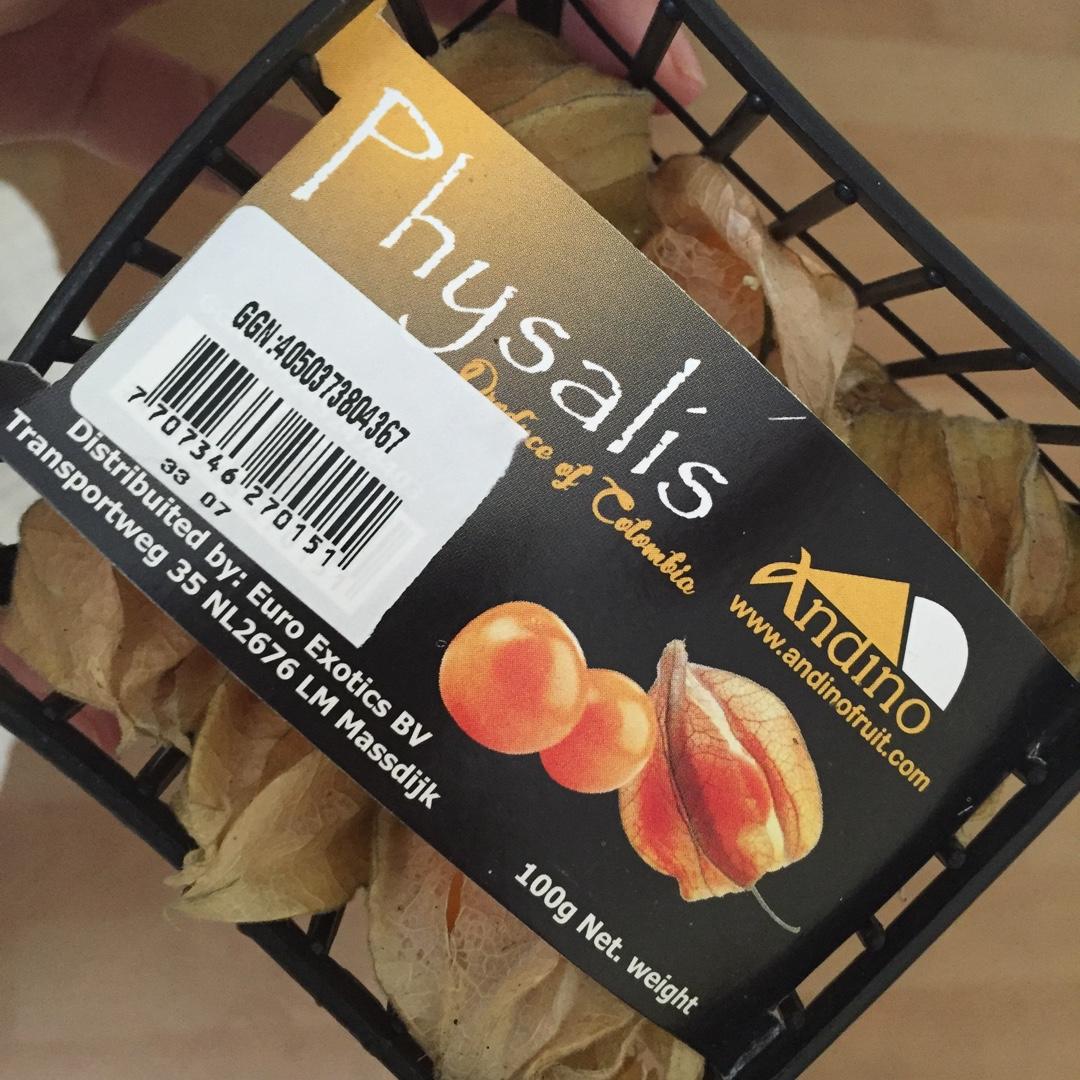 Physalis
Produce of Colombia
GGN:4050373804367
7 707346 270151
33 07
Distribuited by: Euro Exotics BV
Transportweg 35 NL2676 LM Massdijk
Andino
www.andinofruit.com
100g Net. weight